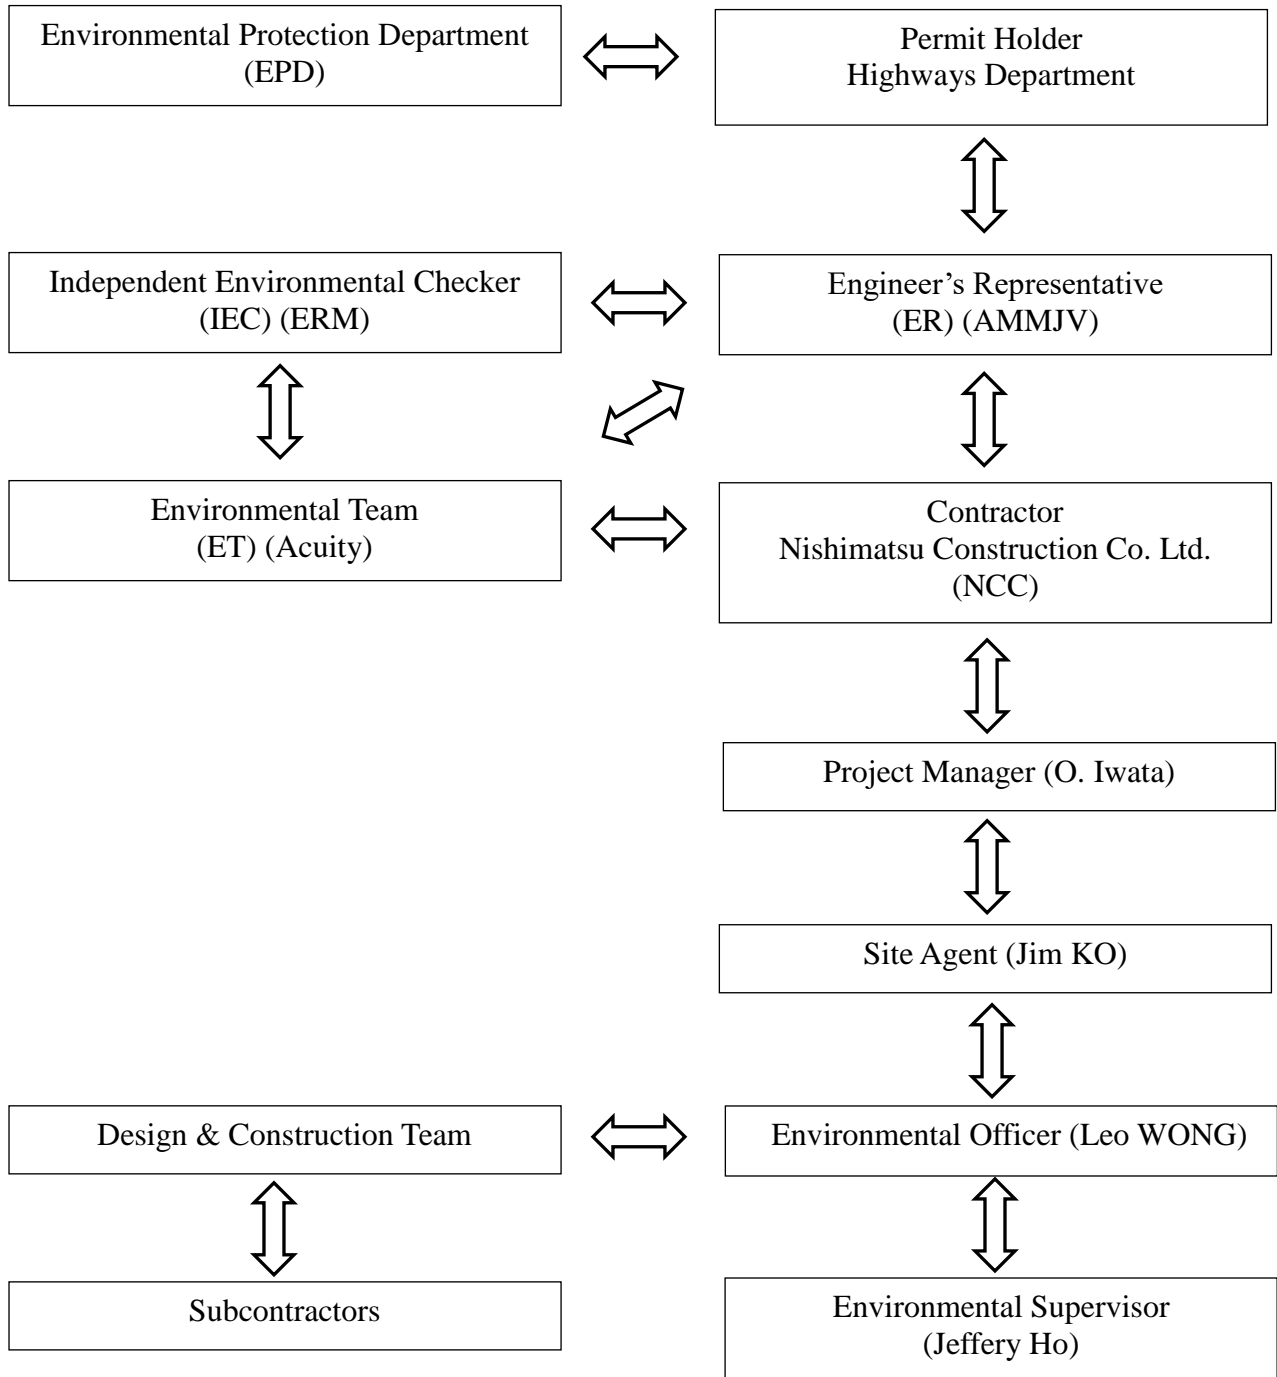 Environmental Protection Department
(EPD)
Permit Holder
Highways Department
Independent Environmental Checker
(IEC) (ERM)
Engineer’s Representative
(ER) (AMMJV)
Environmental Team
(ET) (Acuity)
Contractor
Nishimatsu Construction Co. Ltd.
(NCC)
Project Manager (O. Iwata)
Site Agent (Jim KO)
Design & Construction Team
Environmental Officer (Leo WONG)
Subcontractors
Environmental Supervisor
(Jeffery Ho)